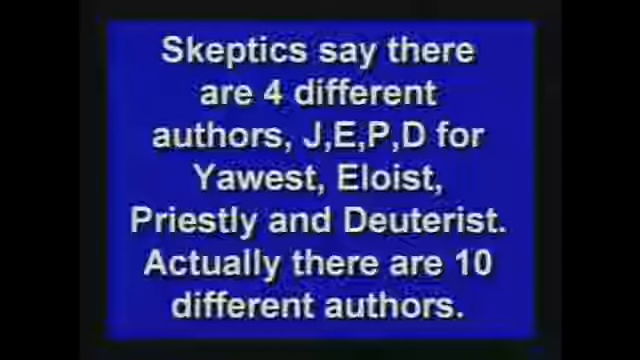 Skeptics say there
are 4 different
authors, J,E,P,D for
Yawest, Eloist,
Priestly and Deuterist.
Actually there are 10
different authors.